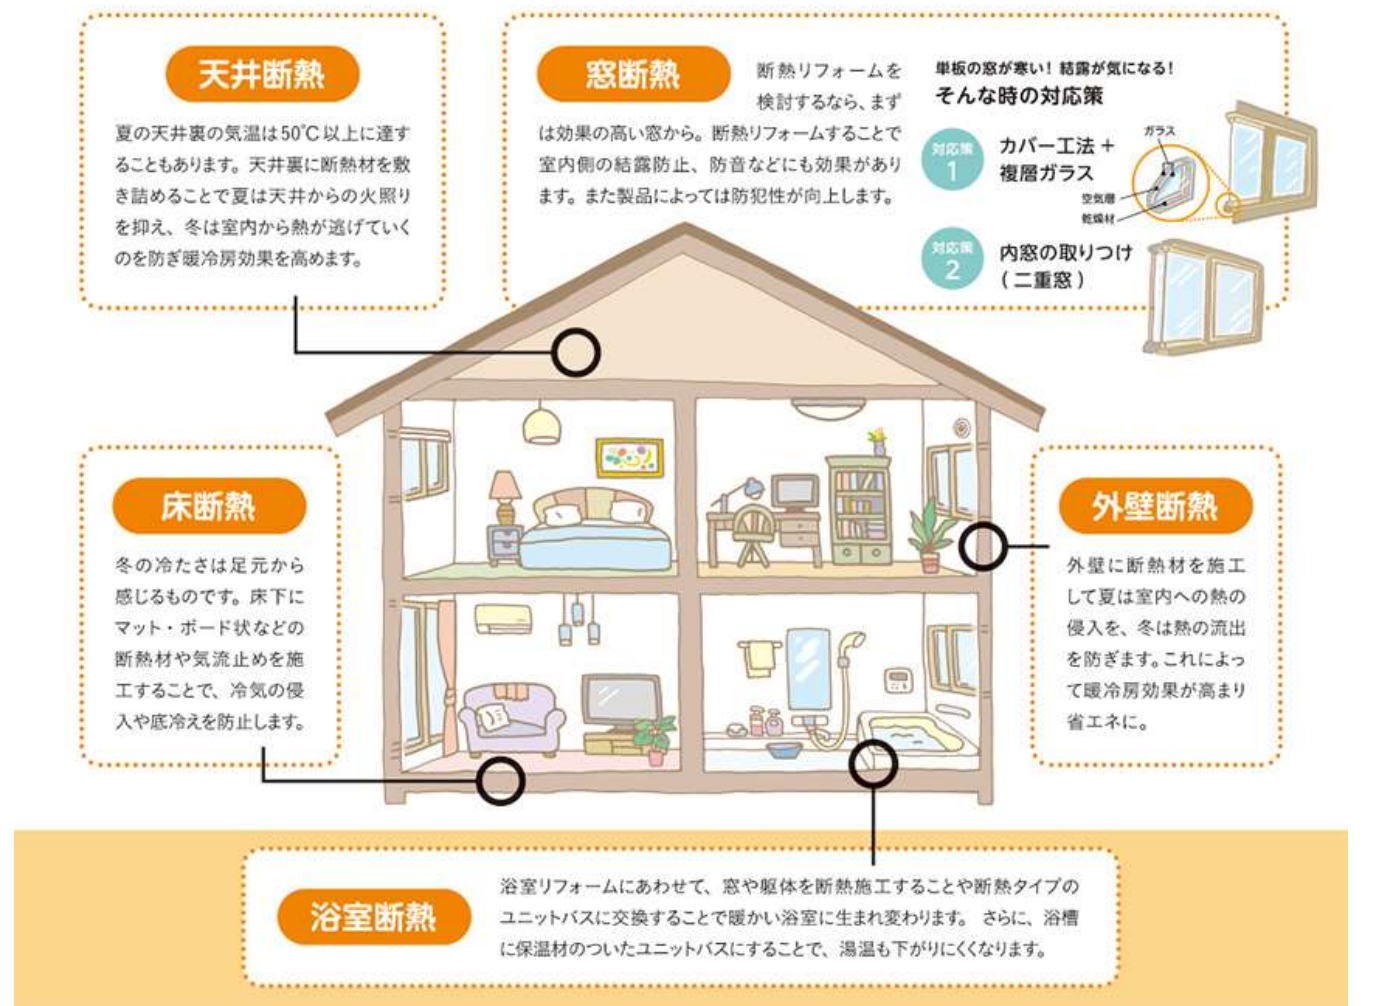 天井断熱
夏の天井裏の気温は50℃以上に達す
ることもあります。天井裏に断熱材を敷
き詰めることで夏は天井からの火照り
を抑え、冬は室内から熱が逃げていく
のを防ぎ暖冷房効果を高めます。
窓断熱
断熱リフォームを
検討するなら、まず
は効果の高い窓から。断熱リフォームすることで
室内側の結露防止、防音などにも効果があり
ます。また製品によっては防犯性が向上します。
単板の窓が寒い！結露が気になる！
そんな時の対応策
対応策
1
カバー工法＋
複層ガラス
ガラス
空気層
乾燥材
対応策
2
内窓の取りつけ
(二重窓)
床断熱
冬の冷たさは足元から
感じるものです。床下に
マット・ボード状などの
断熱材や気流止めを施
工することで、冷気の侵
入や底冷えを防止します。
外壁断熱
外壁に断熱材を施工
して夏は室内への熱の
侵入を、冬は熱の流出
を防ぎます。これによっ
て暖冷房効果が高まり
省エネに。
浴室断熱
浴室リフォームにあわせて、窓や躯体を断熱施工することや断熱タイプの
ユニットバスに交換することで暖かい浴室に生まれ変わります。 さらに、浴槽
に保温材のついたユニットバスにすることで、湯温も下がりにくくなります。